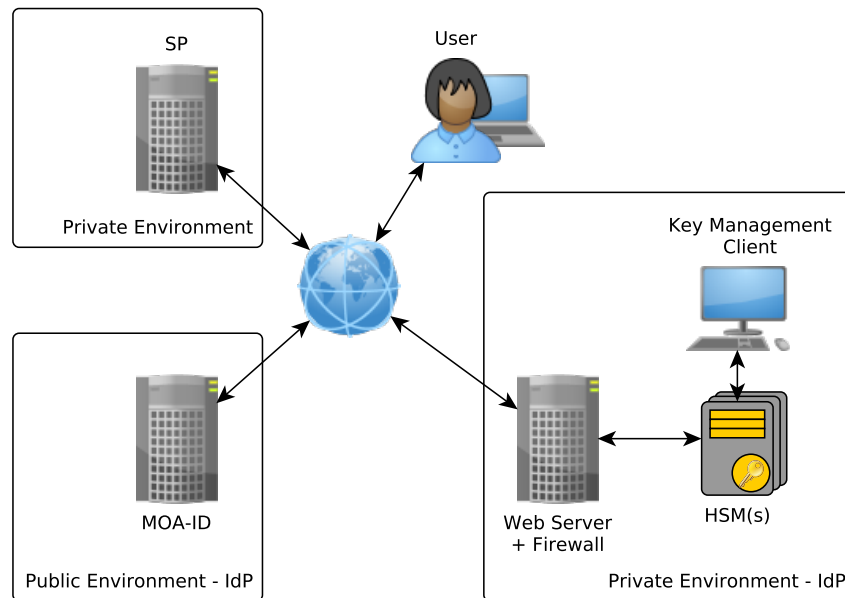 SP
User
Private Environment
Key Management
Client
MOA-ID
Web Server
+ Firewall
HSM(s)
Public Environment - IdP
Private Environment - IdP